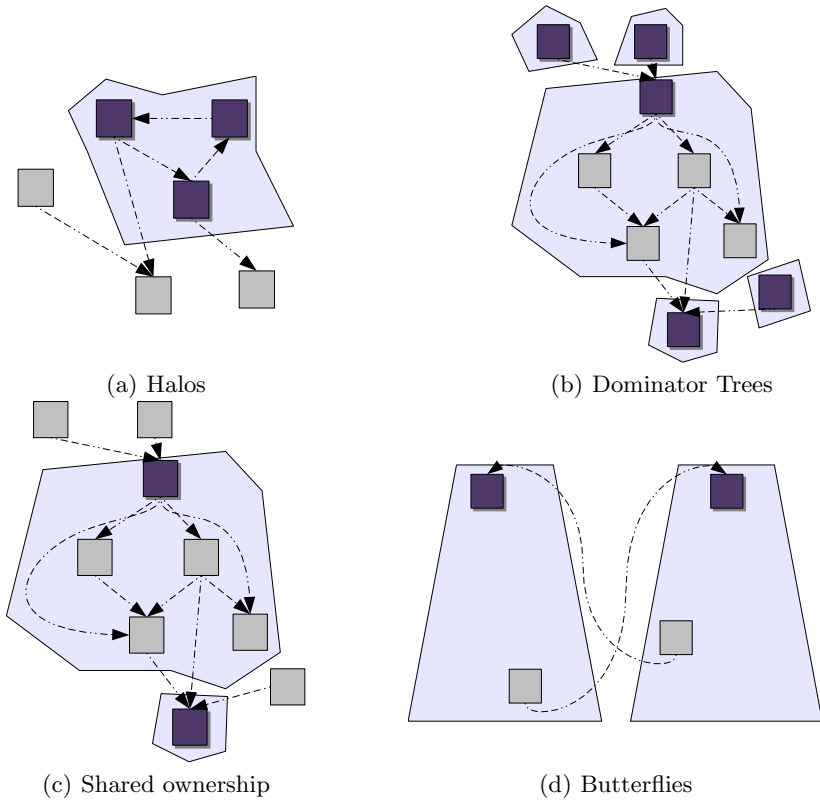 (a) Halos
(b) Dominator Trees
(c) Shared ownership
(d) Butterflies